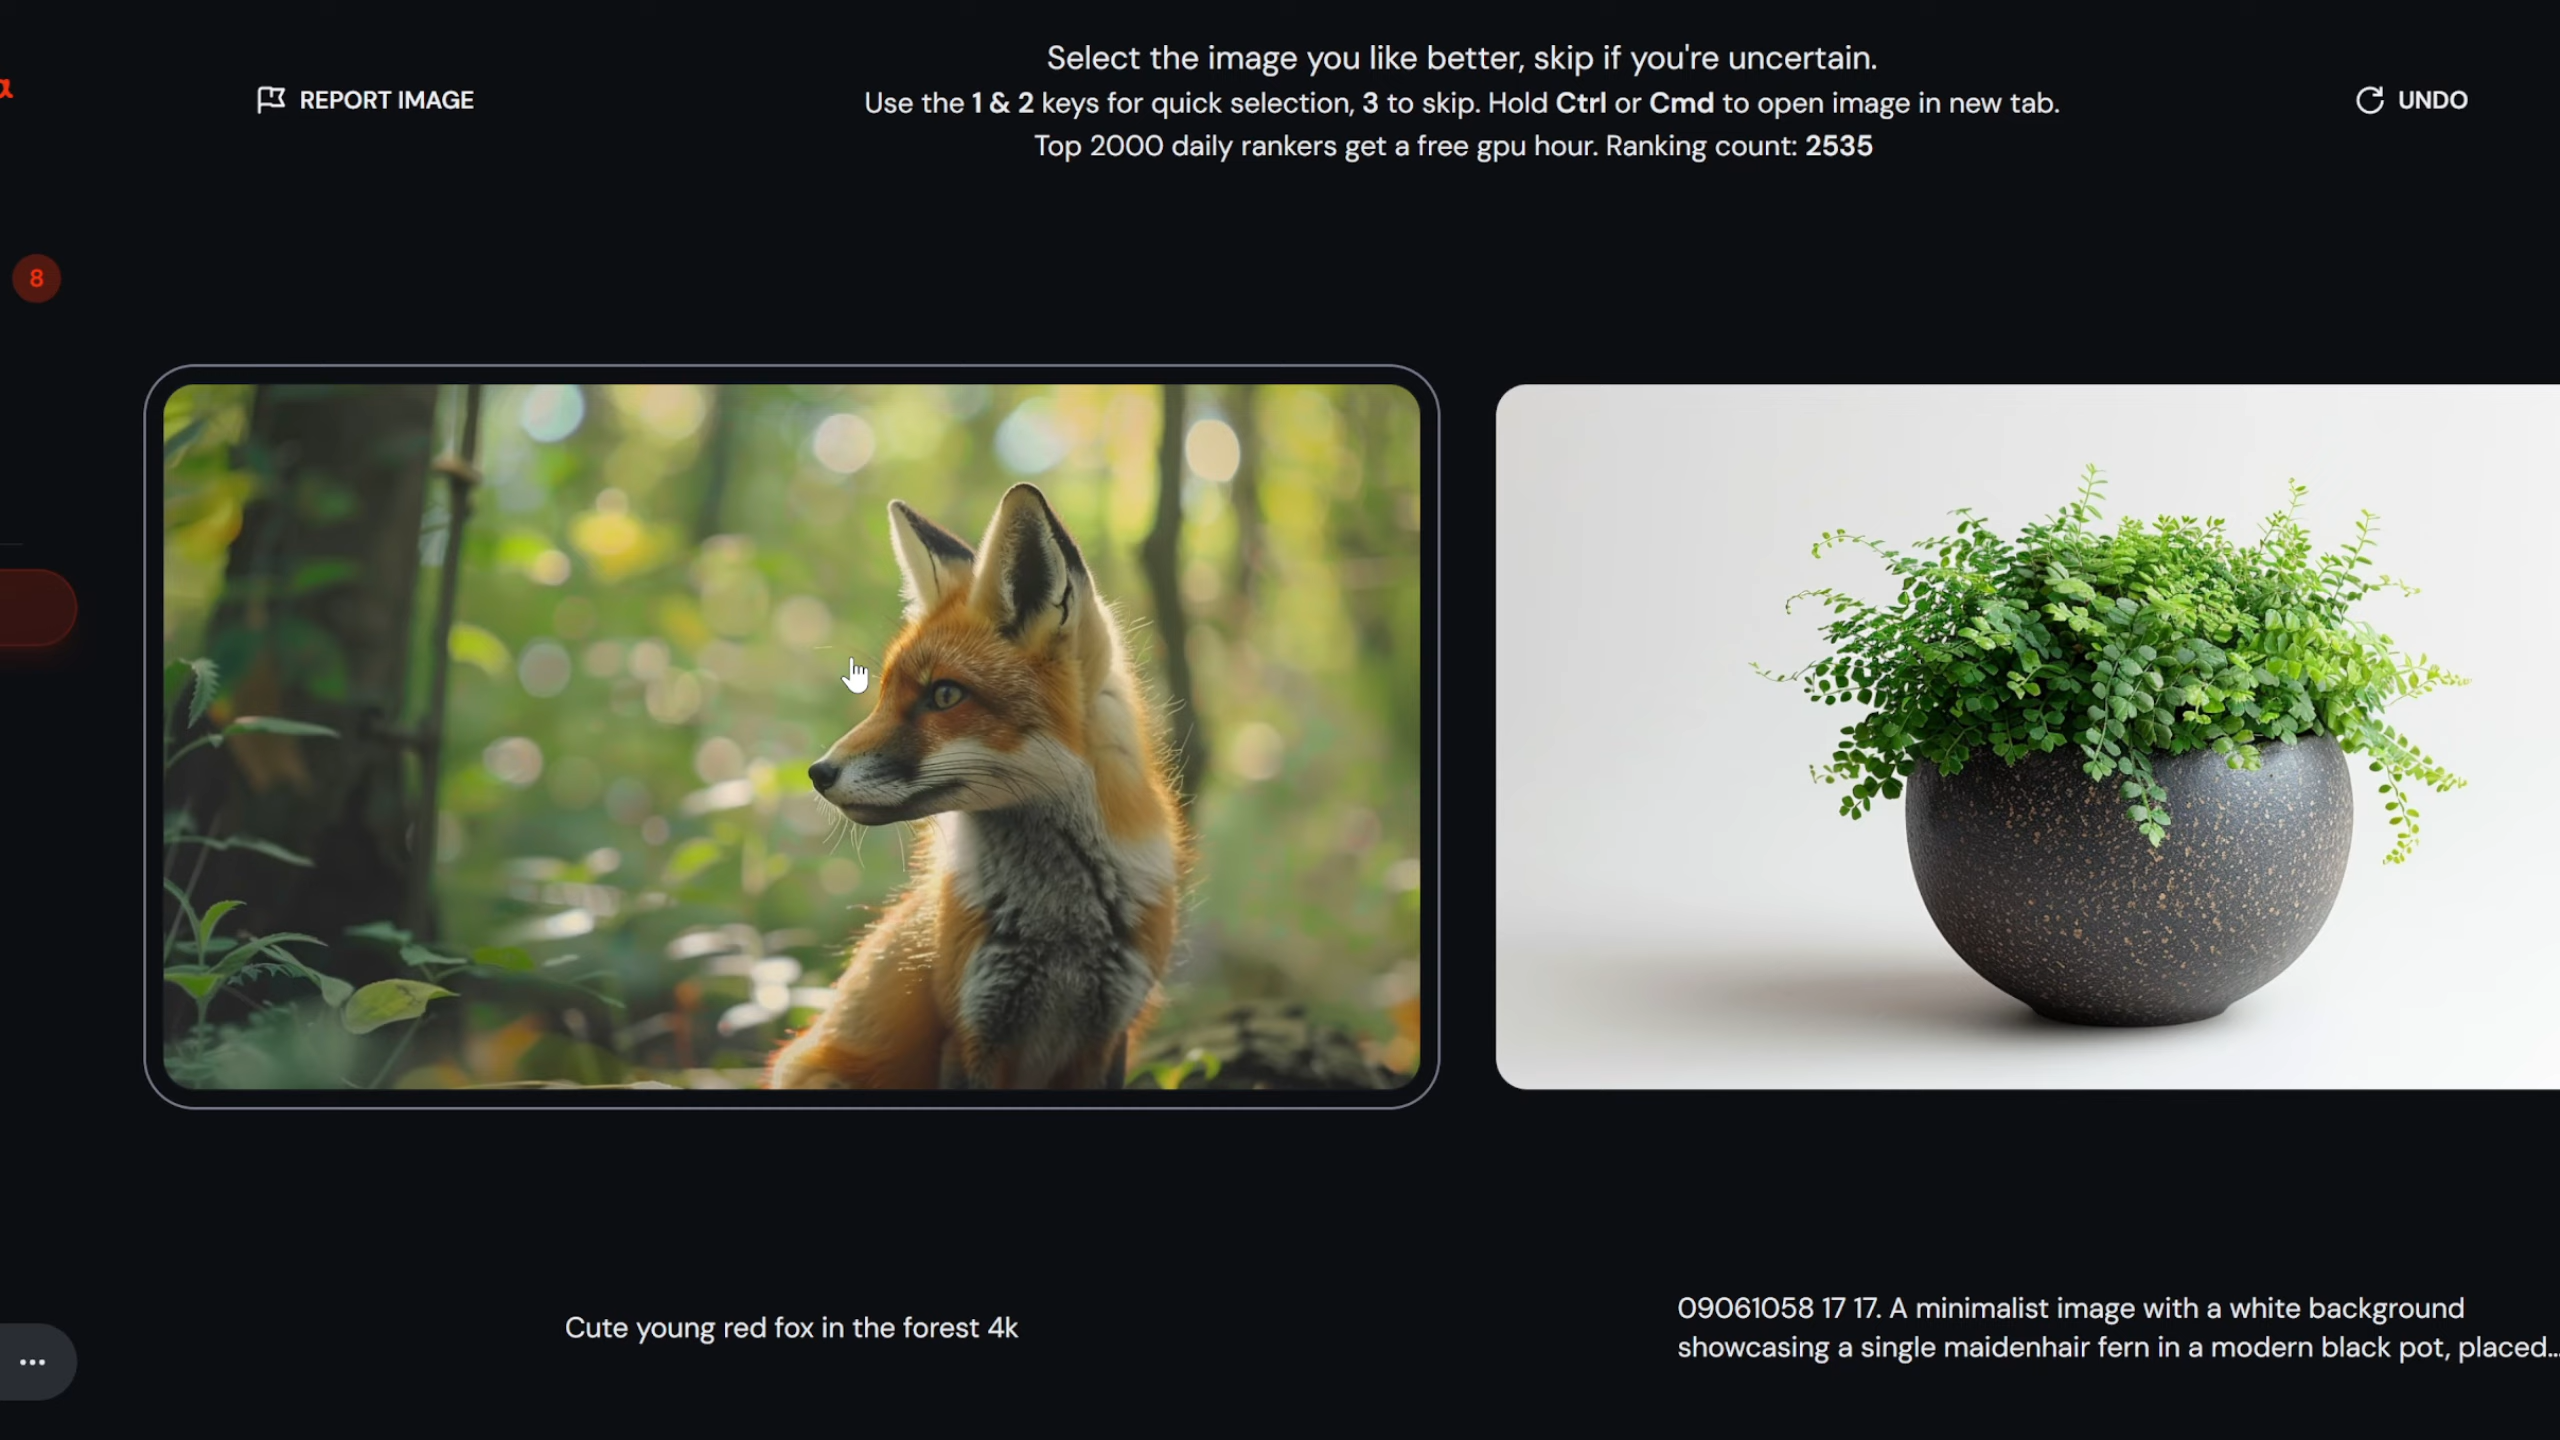 α
REPORT IMAGE
Select the image you like better, skip if you're uncertain.
Use the 1 & 2 keys for quick selection, 3 to skip. Hold Ctrl or Cmd to open image in new tab.
Top 2000 daily rankers get a free gpu hour. Ranking count: 2535
UNDO
8
Cute young red fox in the forest 4k
09061058 17 17. A minimalist image with a white background
showcasing a single maidenhair fern in a modern black pot, placed...